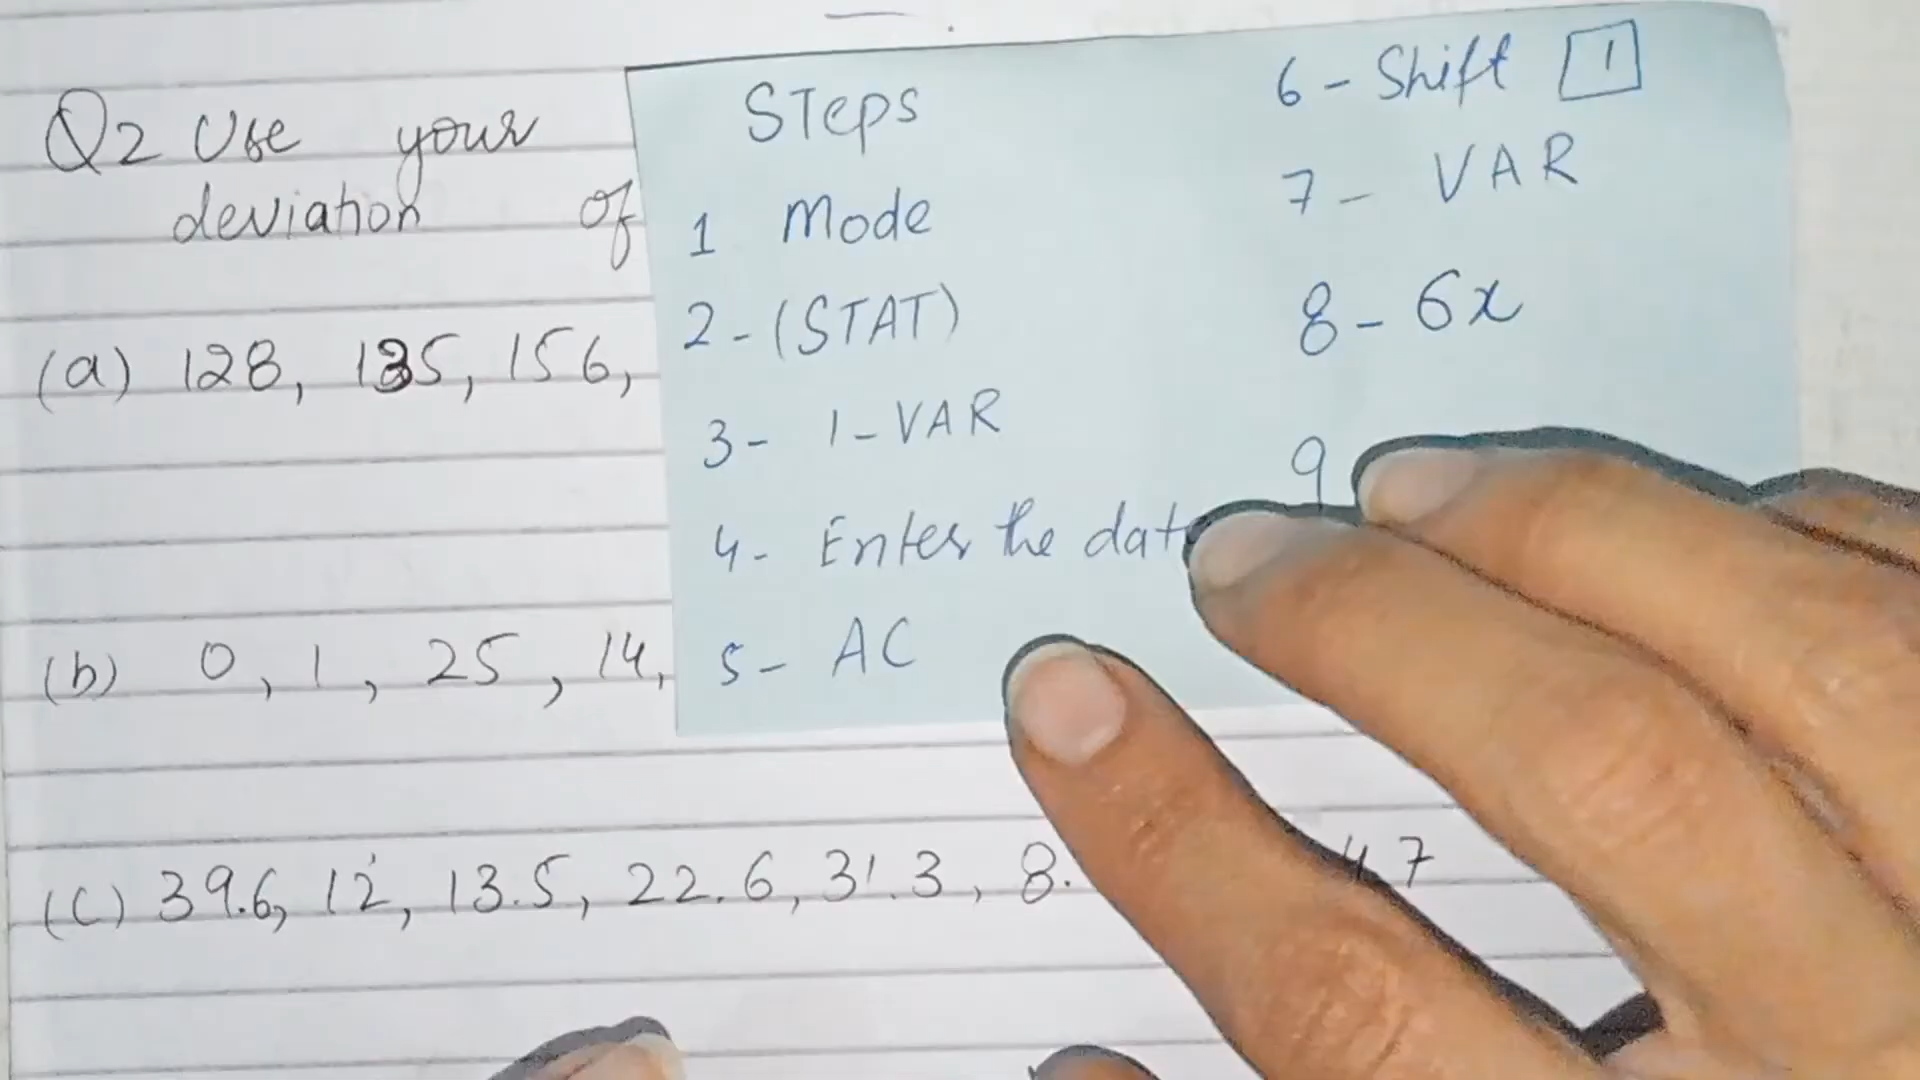 Q2 Use your
deviation of
(a) 128, 135, 156,
(b) 0, 1, 25, 14,
(c) 39.6, 12, 13.5, 22.6, 31.3, 8. 47
Steps
1 Mode
2 - (STAT)
3 - 1 - VAR
4 - Enter the dat
5 - AC
6 - Shift 1
7 - VAR
8 - 6x
9